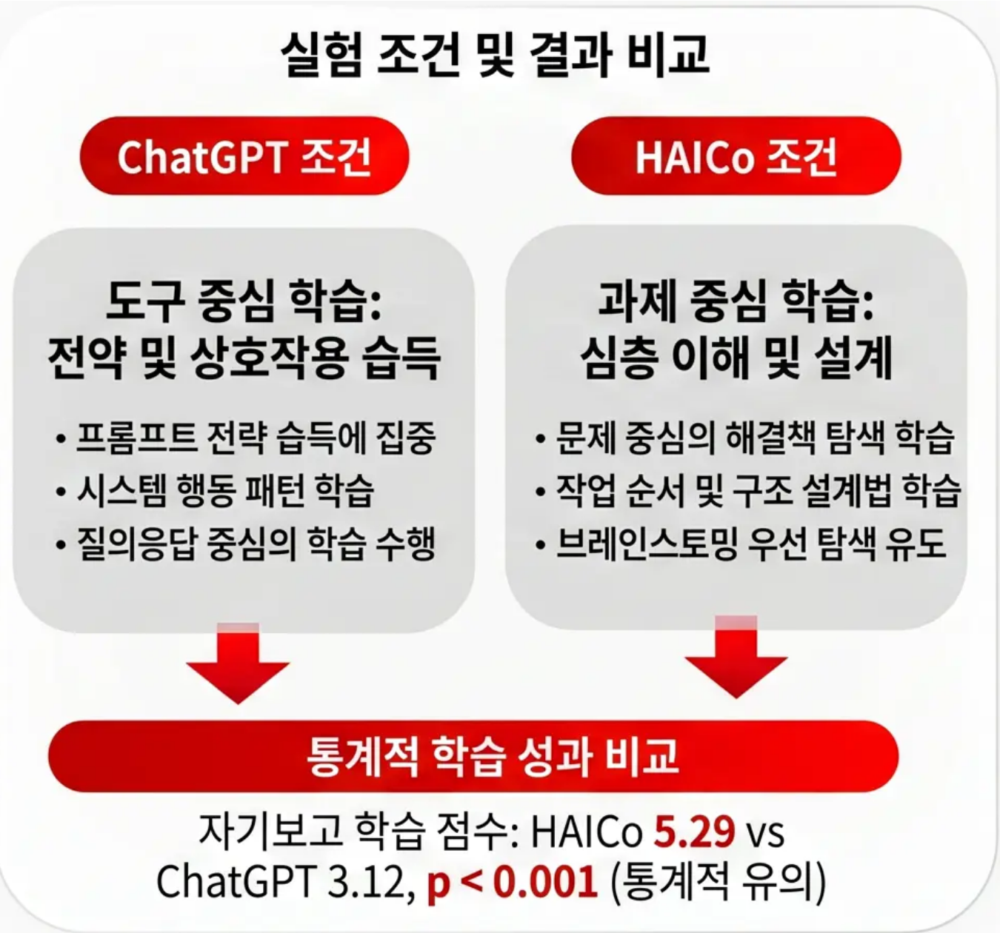 실험 조건 및 결과 비교
ChatGPT 조건
HAICo 조건
도구 중심 학습:
전략 및 상호작용 습득
• 프롬프트 전략 습득에 집중
• 시스템 행동 패턴 학습
• 질의응답 중심의 학습 수행
과제 중심 학습:
심층 이해 및 설계
• 문제 중심의 해결책 탐색 학습
• 작업 순서 및 구조 설계법 학습
• 브레인스토밍 우선 탐색 유도
통계적 학습 성과 비교
자기보고 학습 점수: HAICo 5.29 vs
ChatGPT 3.12, p < 0.001 (통계적 유의)